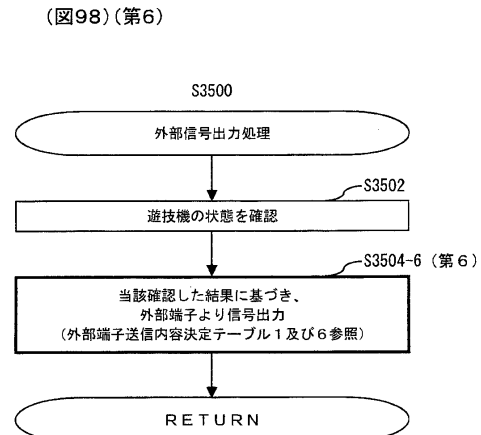 (図98)(第6)
S3500
外部信号出力処理
S3502
遊技機の状態を確認
S3504-6（第６）
当該確認した結果に基づき、
外部端子より信号出力
（外部端子送信内容決定テーブル１及び６参照）
ＲＥＴＵＲＮ